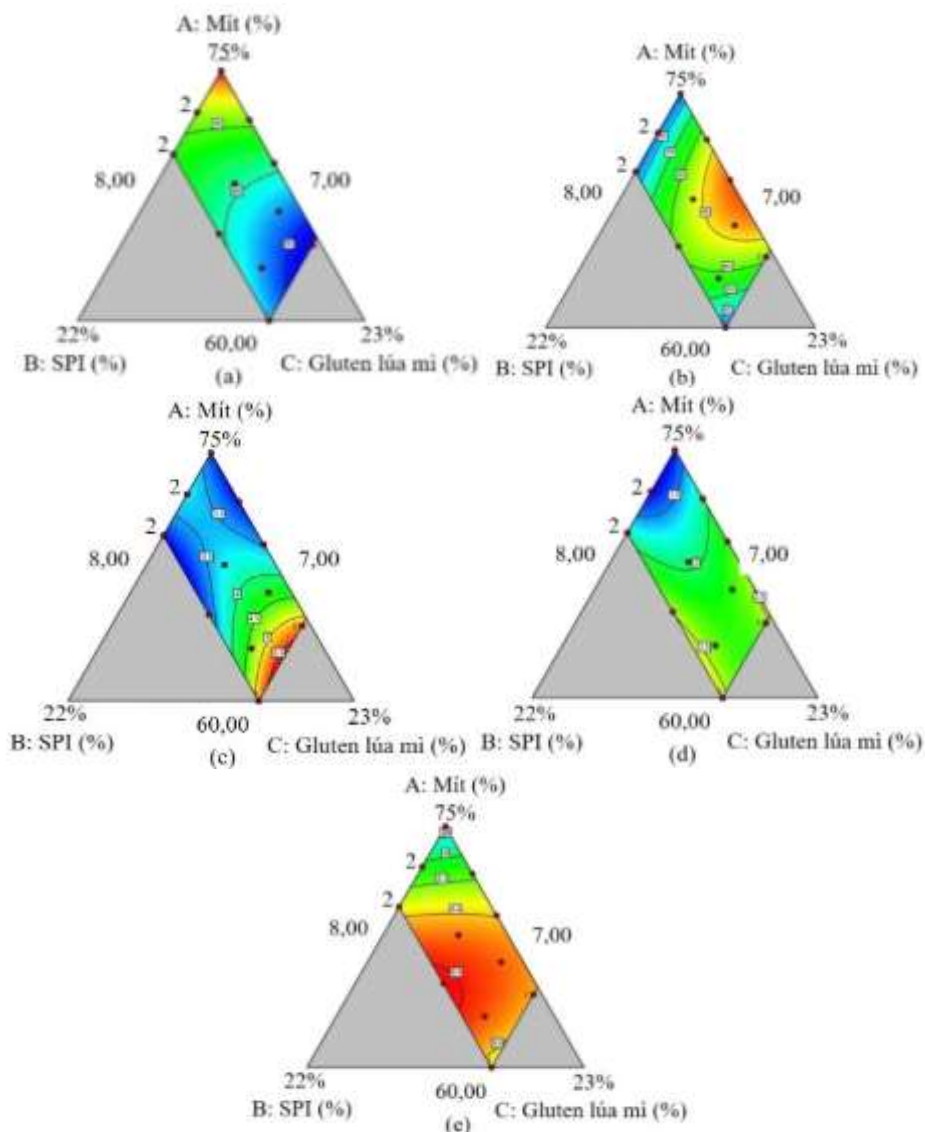 A: Mít (%)
75%
2
2
8,00
7,00
22%
60,00
23%
B: SPI (%)
C: Gluten lúa mì (%)
(a)
A: Mít (%)
75%
2
2
8,00
7,00
22%
60,00
23%
B: SPI (%)
C: Gluten lúa mì (%)
(b)
A: Mít (%)
75%
2
2
8,00
7,00
22%
60,00
23%
B: SPI (%)
C: Gluten lúa mì (%)
(c)
A: Mít (%)
75%
2
2
8,00
7,00
22%
60,00
23%
B: SPI (%)
C: Gluten lúa mì (%)
(d)
A: Mít (%)
75%
2
2
8,00
7,00
22%
60,00
23%
B: SPI (%)
C: Gluten lúa mì (%)
(e)